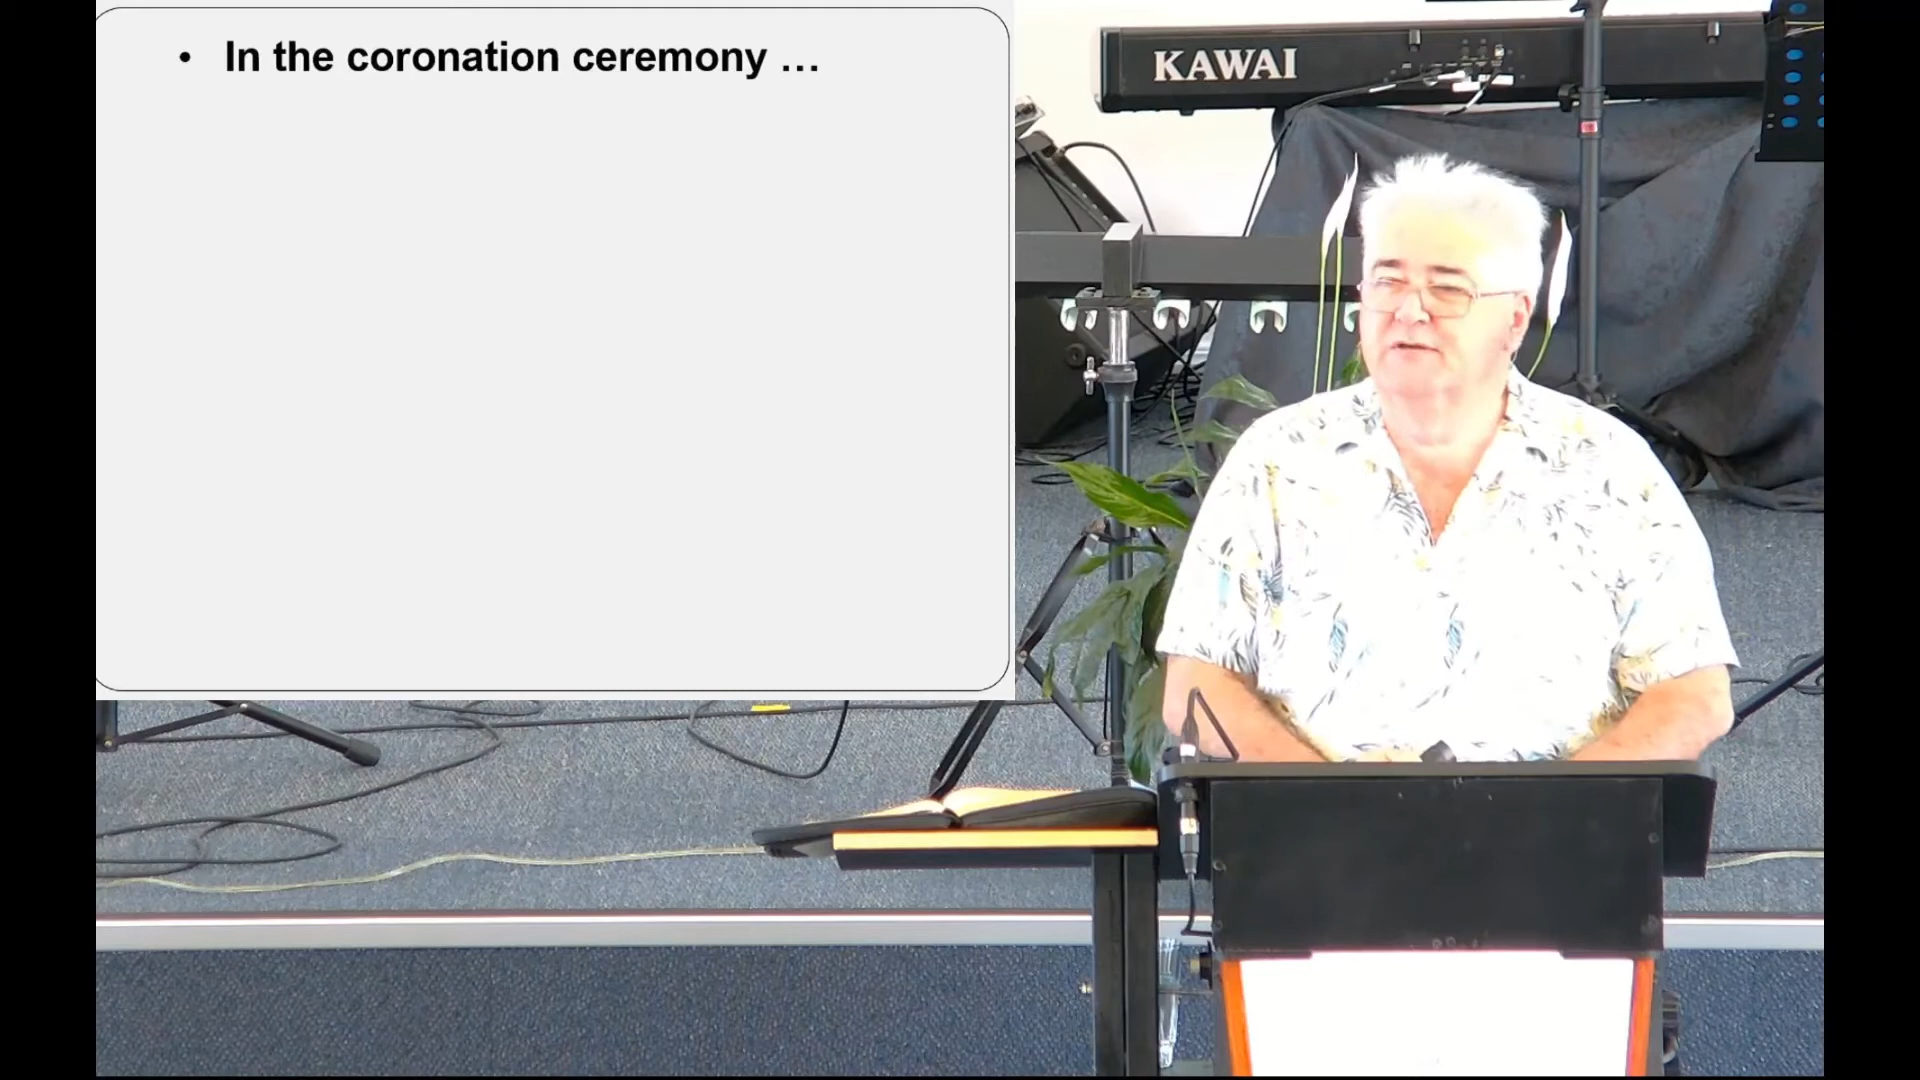 • In the coronation ceremony …
KAWAI